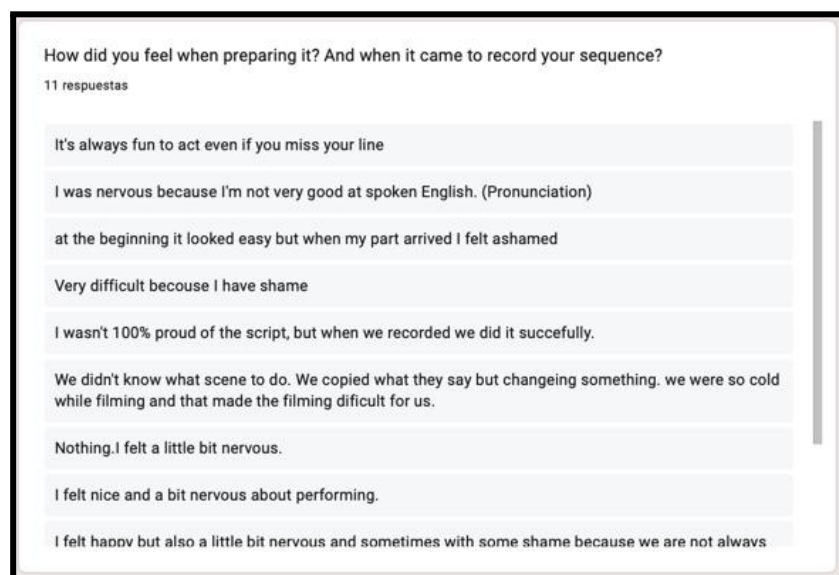 How did you feel when preparing it? And when it came to record your sequence?
11 respuestas
It's always fun to act even if you miss your line
I was nervous because I'm not very good at spoken English. (Pronunciation)
at the beginning it looked easy but when my part arrived I felt ashamed
Very difficult becouse I have shame
I wasn't 100% proud of the script, but when we recorded we did it succefully.
We didn't know what scene to do. We copied what they say but changeing something. we were so cold
while filming and that made the filming dificult for us.
Nothing.I felt a little bit nervous.
I felt nice and a bit nervous about performing.
I felt happy but also a little bit nervous and sometimes with some shame because we are not always